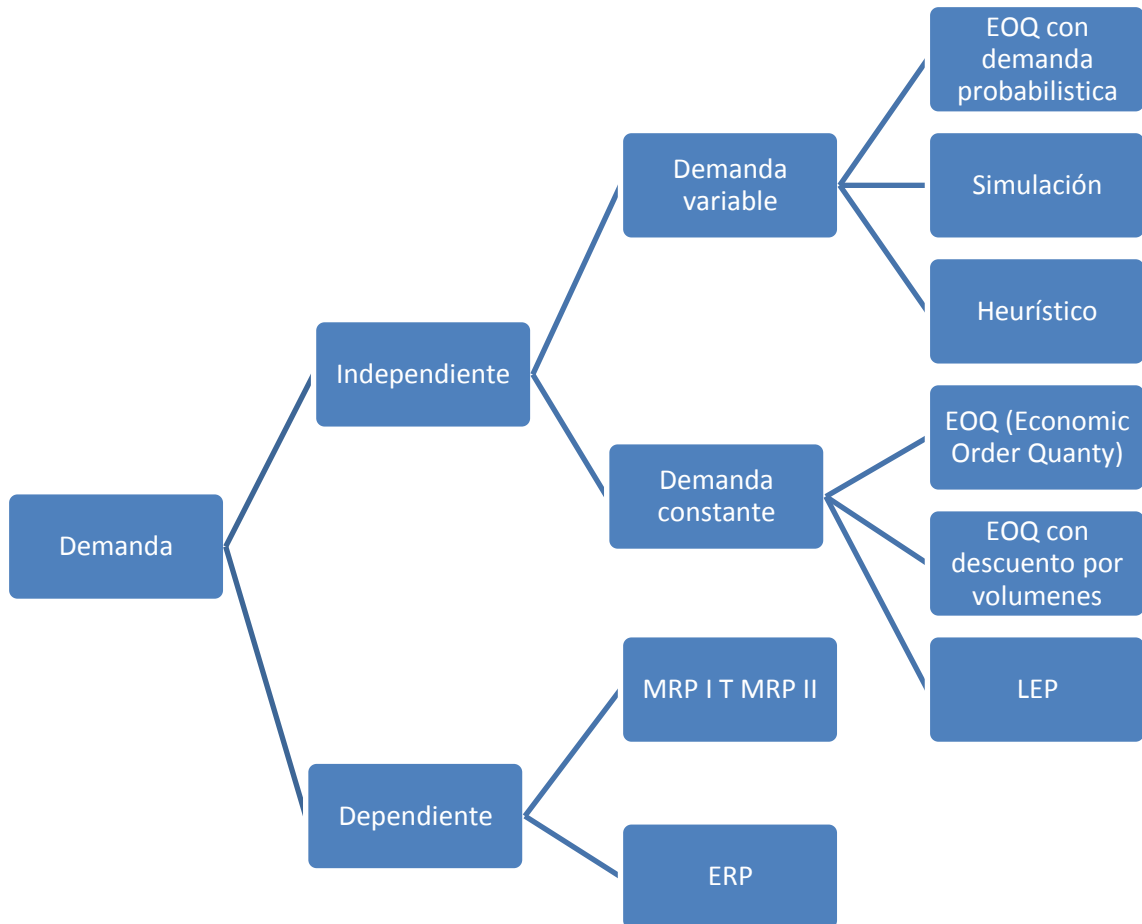 EOQ con
demanda
probabilistica
Demanda
variable
Simulación
Heurístico
Independiente
EOQ (Economic
Order Quanty)
Demanda
constante
EOQ con
descuento por
volumenes
Demanda
MRP I T MRP II
LEP
Dependiente
ERP